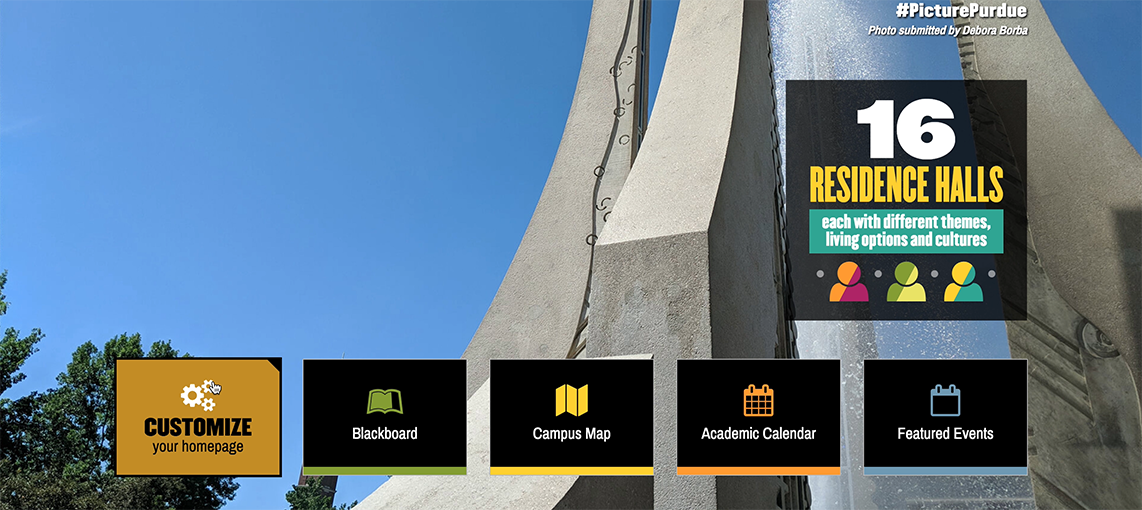 #PicturePurdue
Photo submitted by Debora Borba
16
RESIDENCE HALLS
each with different themes,
living options and cultures
CUSTOMIZE
your homepage
Blackboard
Campus Map
Academic Calendar
Featured Events